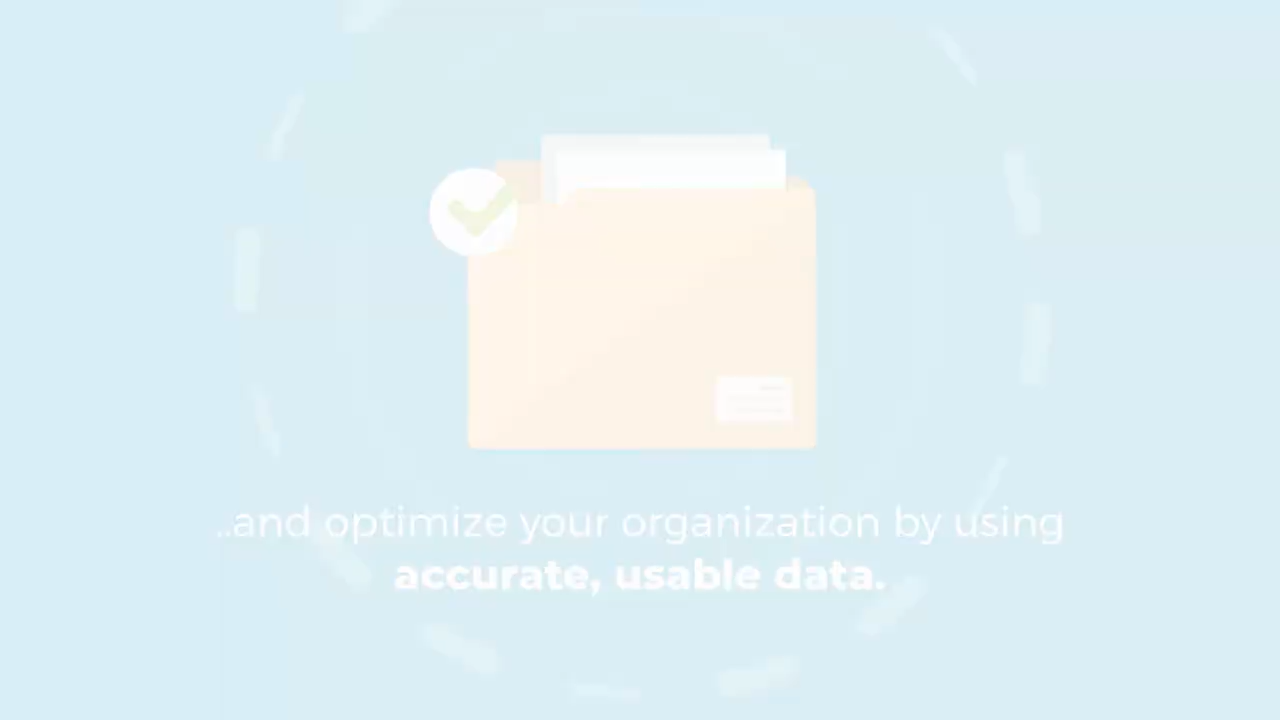 ..and optimize your organization by using
accurate, usable data.